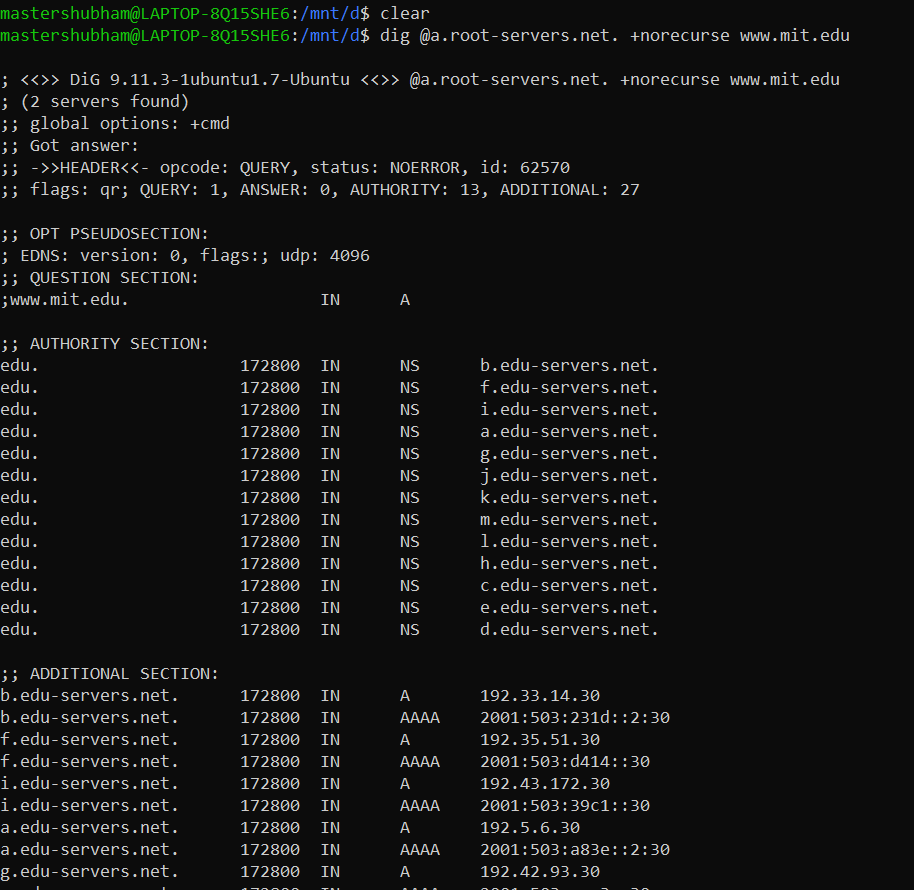 mastershubham@LAPTOP-8Q15SHE6:/mnt/d$ clear
mastershubham@LAPTOP-8Q15SHE6:/mnt/d$ dig @a.root-servers.net. +norecurse www.mit.edu
; <<>> DiG 9.11.3-1ubuntu1.7-Ubuntu <<>> @a.root-servers.net. +norecurse www.mit.edu
; (2 servers found)
;; global options: +cmd
;; Got answer:
;; ->>HEADER<<- opcode: QUERY, status: NOERROR, id: 62570
;; flags: qr; QUERY: 1, ANSWER: 0, AUTHORITY: 13, ADDITIONAL: 27
;; OPT PSEUDOSECTION:
; EDNS: version: 0, flags:; udp: 4096
;; QUESTION SECTION:
;www.mit.edu. IN A
;; AUTHORITY SECTION:
edu. 172800 IN NS b.edu-servers.net.
edu. 172800 IN NS f.edu-servers.net.
edu. 172800 IN NS i.edu-servers.net.
edu. 172800 IN NS a.edu-servers.net.
edu. 172800 IN NS g.edu-servers.net.
edu. 172800 IN NS j.edu-servers.net.
edu. 172800 IN NS k.edu-servers.net.
edu. 172800 IN NS m.edu-servers.net.
edu. 172800 IN NS l.edu-servers.net.
edu. 172800 IN NS h.edu-servers.net.
edu. 172800 IN NS c.edu-servers.net.
edu. 172800 IN NS e.edu-servers.net.
edu. 172800 IN NS d.edu-servers.net.
;; ADDITIONAL SECTION:
b.edu-servers.net. 172800 IN A 192.33.14.30
b.edu-servers.net. 172800 IN AAAA 2001:503:231d::2:30
f.edu-servers.net. 172800 IN A 192.35.51.30
f.edu-servers.net. 172800 IN AAAA 2001:503:d414::30
i.edu-servers.net. 172800 IN A 192.43.172.30
i.edu-servers.net. 172800 IN AAAA 2001:503:39c1::30
a.edu-servers.net. 172800 IN A 192.5.6.30
a.edu-servers.net. 172800 IN AAAA 2001:503:a83e::2:30
g.edu-servers.net. 172800 IN A 192.42.93.30